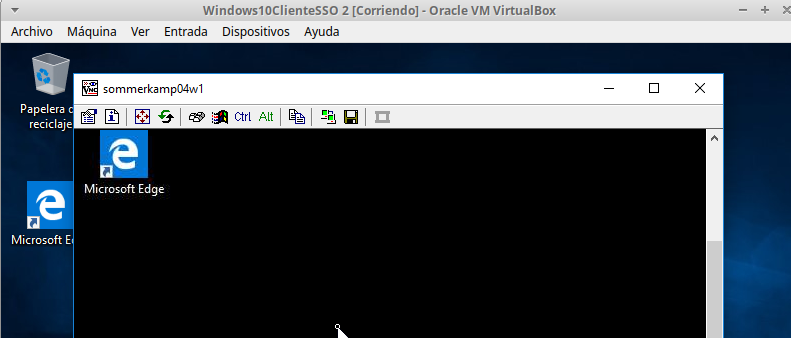 Windows10ClienteSSO 2 [Corriendo] - Oracle VM VirtualBox
Archivo Máquina Ver Entrada Dispositivos Ayuda
Papelera d
reciclaje
sommerkamp04w1
Ctrl Alt
Microsoft Edge
Microsoft Ed